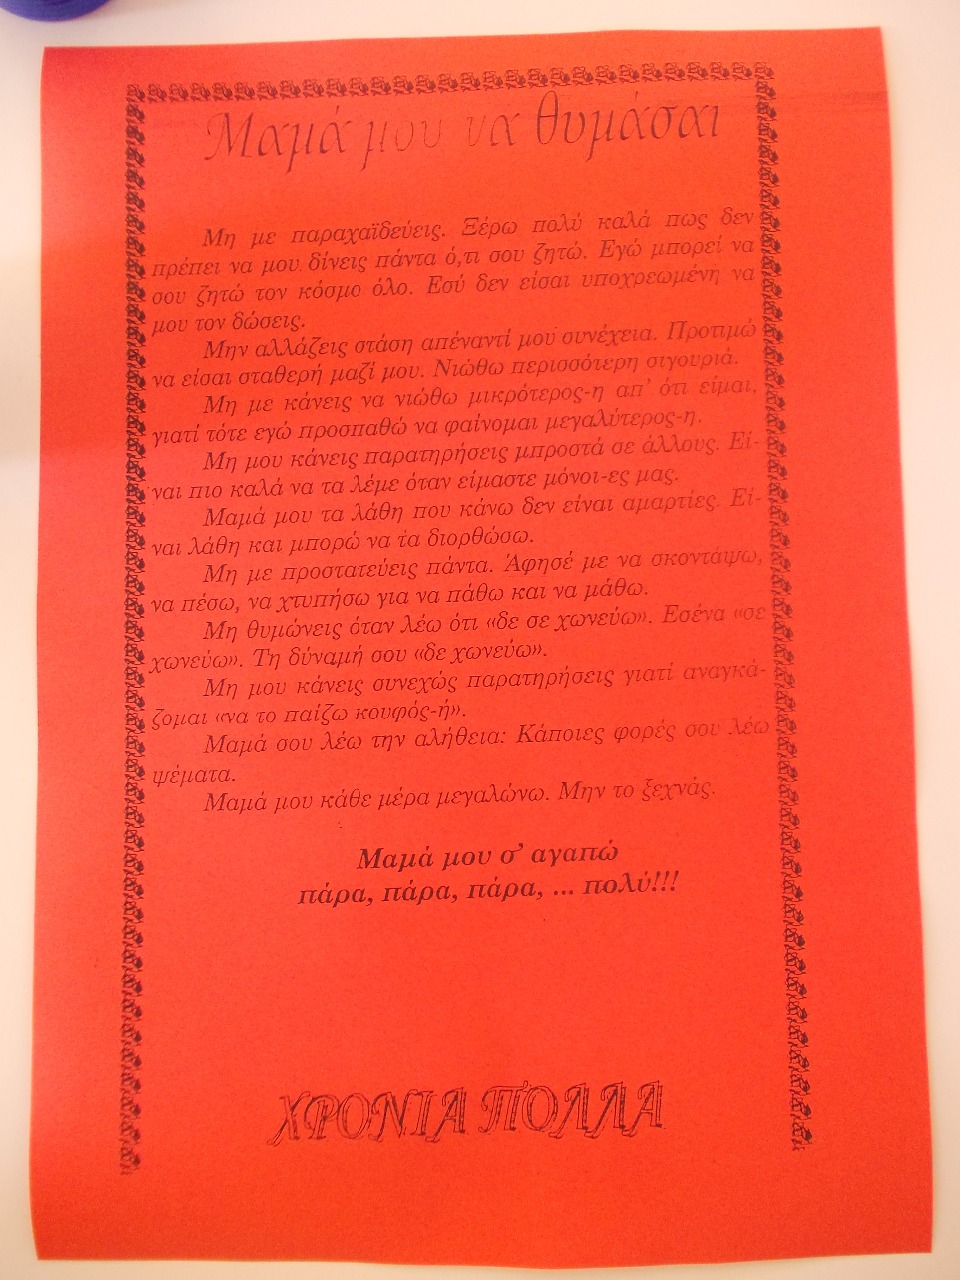 Μαμά μου να θυμάσαι
Μη με παραχαϊδεύεις. Ξέρω πολύ καλά πως δεν
πρέπει να μου δίνεις πάντα ό,τι σου ζητώ. Εγώ μπορεί να
σου ζητώ τον κόσμο όλο. Εσύ δεν είσαι υποχρεωμένη να
μου τον δώσεις.
Μην αλλάζεις στάση απέναντί μου συνέχεια. Προτιμώ
να είσαι σταθερή μαζί μου. Νιώθω περισσότερη σιγουριά.
Μη με κάνεις να νιώθω μικρότερος-η απ' ότι είμαι,
γιατί τότε εγώ προσπαθώ να φαίνομαι μεγαλύτερος-η.
Μη μου κάνεις παρατηρήσεις μπροστά σε άλλους. Εί-
ναι πιο καλά να τα λέμε όταν είμαστε μόνοι-ες μας.
Μαμά μου τα λάθη που κάνω δεν είναι αμαρτίες. Εί-
ναι λάθη και μπορώ να τα διορθώσω.
Μη με προστατεύεις πάντα. Άφησέ με να σκοντάψω,
να πέσω, να χτυπήσω για να πάθω και να μάθω.
Μη θυμώνεις όταν λέω ότι «δε σε χωνεύω». Εσένα «σε
χωνεύω». Τη δύναμή σου «δε χωνεύω».
Μη μου κάνεις συνεχώς παρατηρήσεις γιατί αναγκά-
ζομαι «να το παίζω κουφός-ή».
Μαμά σου λέω την αλήθεια: Κάποιες φορές σου λέω
ψέματα.
Μαμά μου κάθε μέρα μεγαλώνω. Μην το ξεχνάς.
Μαμά μου σ' αγαπώ
πάρα, πάρα, πάρα, ... πολύ!!!
ΧΡΟΝΙΑ ΠΟΛΛΑ